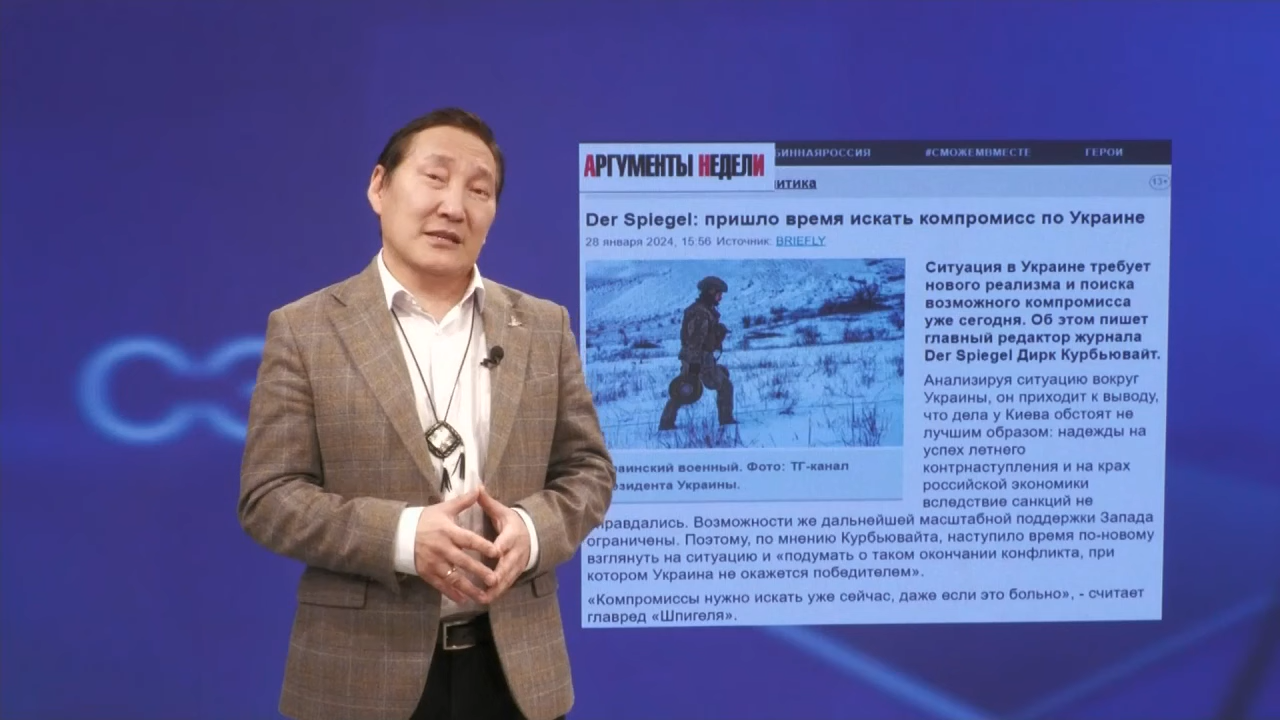 АРГУМЕНТЫ НЕДЕЛИ
#СМОЖЕМВМЕСТЕ
ГЕРОИ
13+
Der Spiegel: пришло время искать компромисс по Украине
28 января 2024, 15:56 Источник: BRIEFLY
Ситуация в Украине требует
нового реализма и поиска
возможного компромисса
уже сегодня. Об этом пишет
главный редактор журнала
Der Spiegel Дирк Курбьювайт.
Анализируя ситуацию вокруг
Украины, он приходит к выводу,
что дела у Киева обстоят не
лучшим образом: надежды на
успех летнего
контрнаступления и на крах
российской экономики
вследствие санкций не
военный. Фото: ТГ-канал
Украины.
Возможности же дальнейшей масштабной поддержки Запада
ограничены. Поэтому, по мнению Курбьювайта, наступило время по-новому
взглянуть на ситуацию и «подумать о таком окончании конфликта, при
котором Украина не окажется победителем».
«Компромиссы нужно искать уже сейчас, даже если это больно», - считает
главред «Шпигеля».